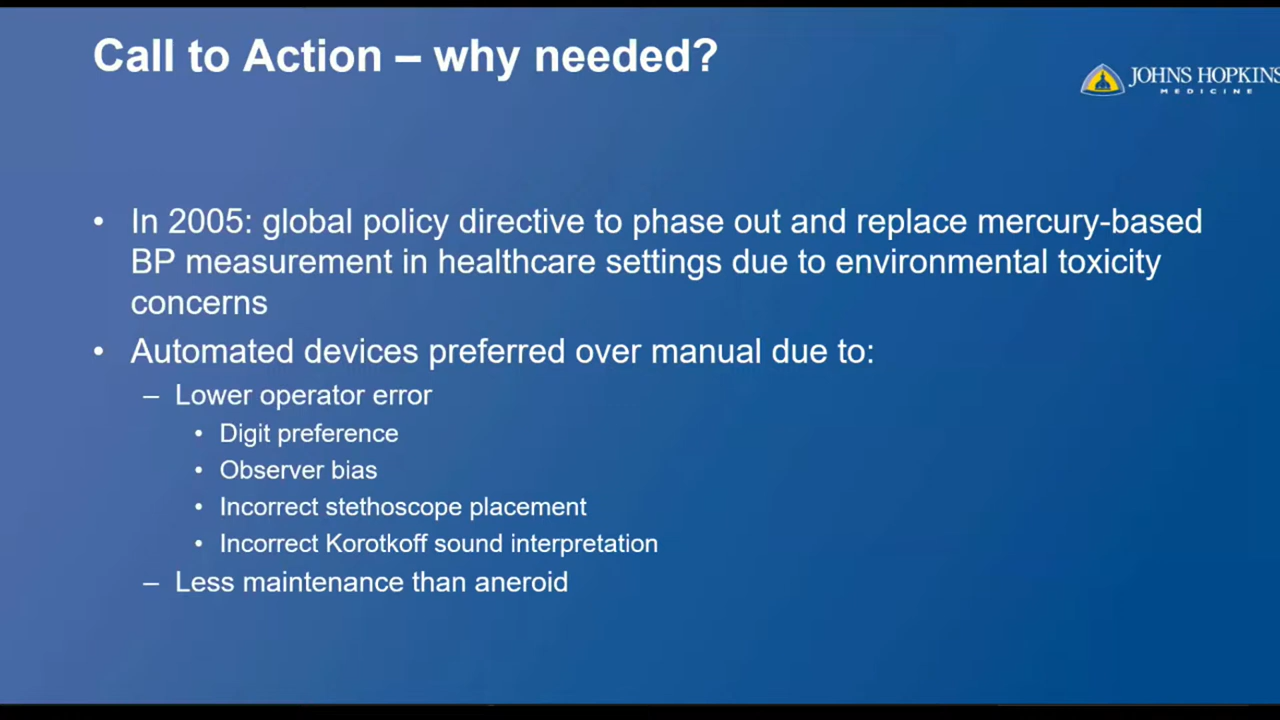 Call to Action – why needed?
JOHNS HOPKINS
MEDICINE
• In 2005: global policy directive to phase out and replace mercury-based
BP measurement in healthcare settings due to environmental toxicity
concerns
• Automated devices preferred over manual due to:
– Lower operator error
• Digit preference
• Observer bias
• Incorrect stethoscope placement
• Incorrect Korotkoff sound interpretation
– Less maintenance than aneroid